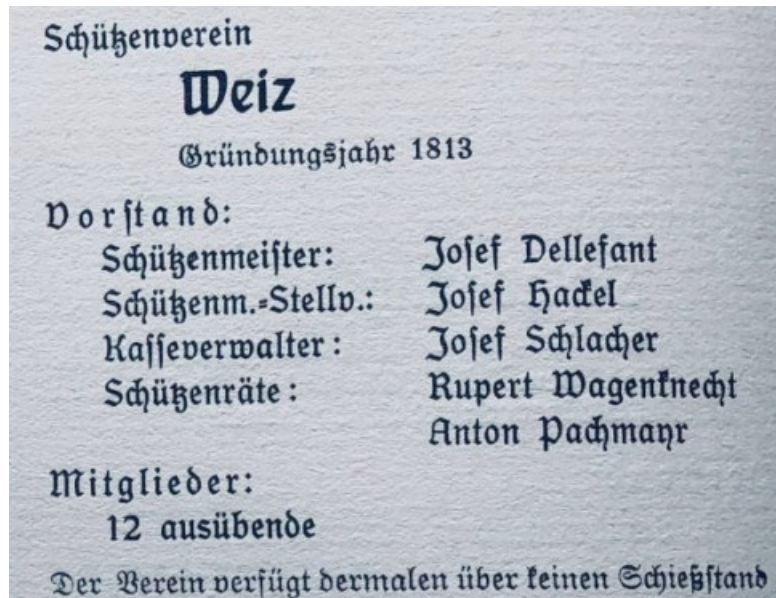 Schützenverein
Weiz
Gründungsjahr 1813
Vorstand:
Schützenmeister: Josef Dellefant
Schützenm.-Stellv.: Josef Hackel
Kasseverwalter: Josef Schlacher
Schützenräte: Rupert Wagenknecht
Anton Pachmayr
Mitglieder:
12 ausübende
Der Verein verfügt dermalen über keinen Schießstand